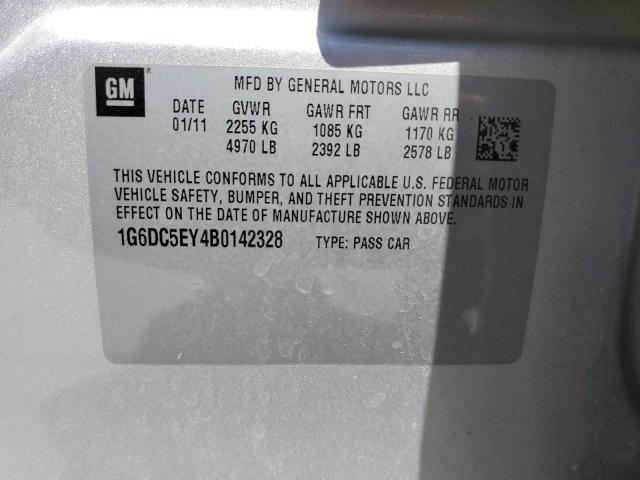 GM MFD BY GENERAL MOTORS LLC
DATE GVWR GAWR FRT GAWR RR
01/11 2255 KG 1085 KG 1170 KG
4970 LB 2392 LB 2578 LB
THIS VEHICLE CONFORMS TO ALL APPLICABLE U.S. FEDERAL MOTOR
VEHICLE SAFETY, BUMPER, AND THEFT PREVENTION STANDARDS IN
EFFECT ON THE DATE OF MANUFACTURE SHOWN ABOVE.
1G6DC5EY4B0142328 TYPE: PASS CAR